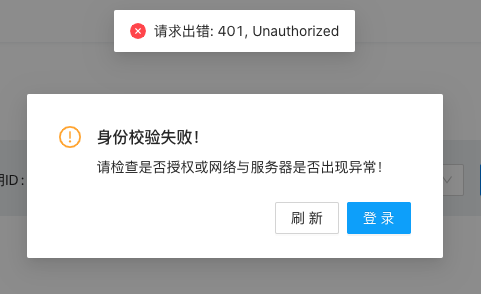 请求出错: 401, Unauthorized
身份校验失败！
ID：
请检查是否授权或网络与服务器是否出现异常！
刷 新
登 录